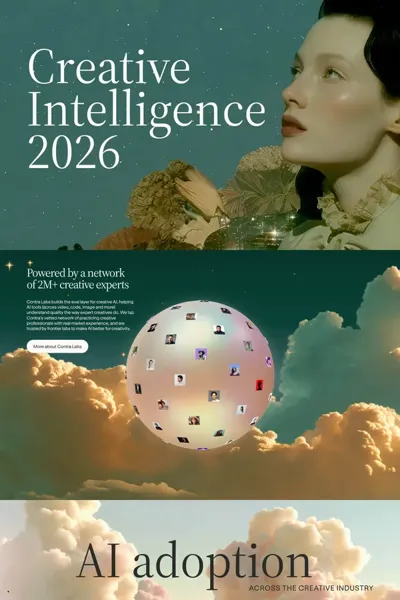 Creative
Intelligence
2026
Powered by a network
of 2M+ creative experts
Contra Labs builds the eval layer for creative AI, helping
AI tools (across video, code, image and more)
understand quality the way expert creatives do. We tap
Contra's vetted network of practicing creative
professionals with real market experience, and are
trusted by frontier labs to make AI better for creativity.
More about Contra Labs
AI adoption
ACROSS THE CREATIVE INDUSTRY